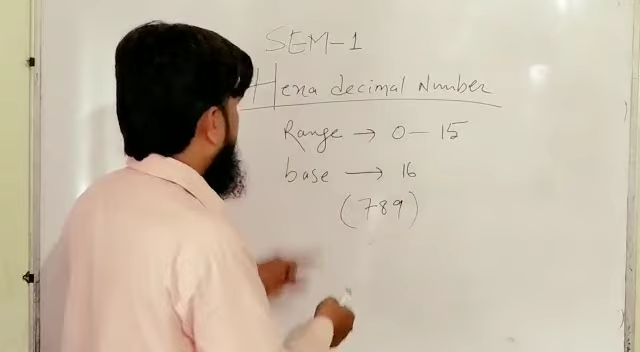 SEM-1
Hexa decimal Number
Range → 0 - 15
base → 16
(789)